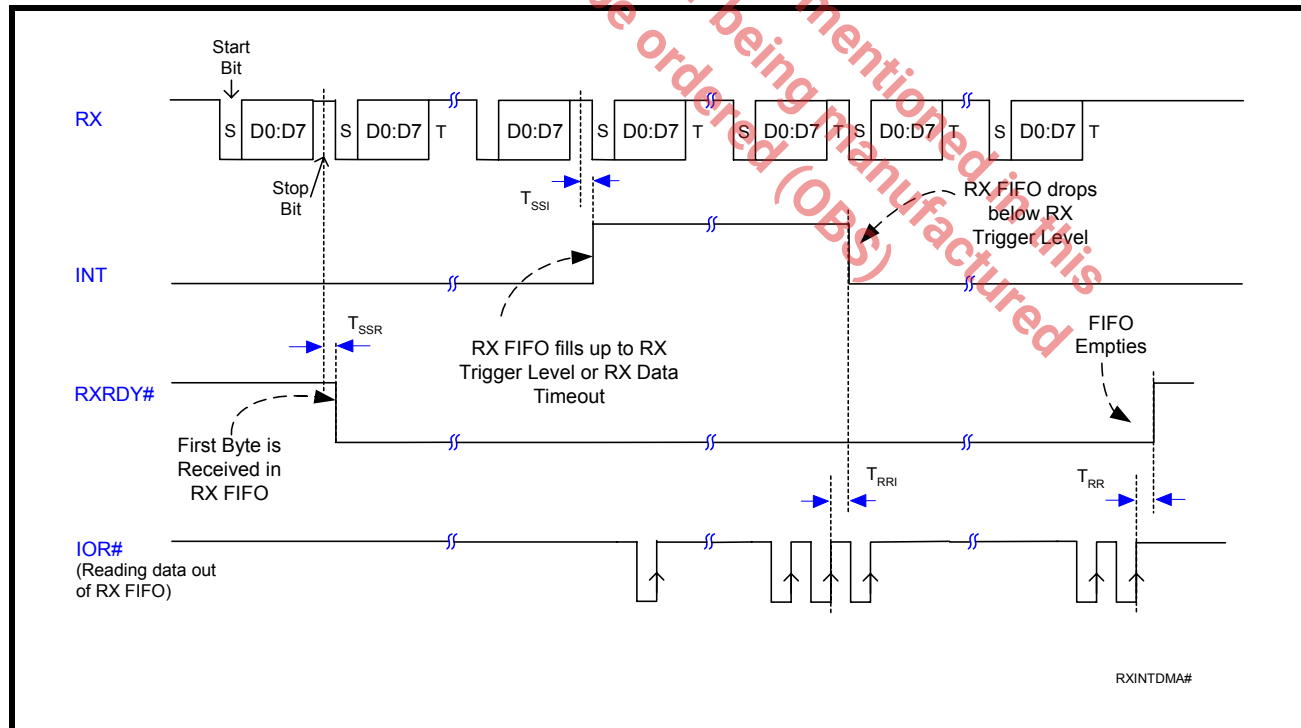 Start
Bit
RX
S D0:D7 S D0:D7 T D0:D7 S D0:D7 T S D0:D7 T S D0:D7 T S D0:D7 T
Stop
Bit
TSSI
RX FIFO drops
below RX
Trigger Level
INT
TSSR
RX FIFO fills up to RX
Trigger Level or RX Data
Timeout
FIFO
Empties
RXRDY#
First Byte is
Received in
RX FIFO
TRRI
TRR
IOR#
(Reading data out
of RX FIFO)
RXINTDMA#
mentioned in this
being manufactured
be ordered (OBS)